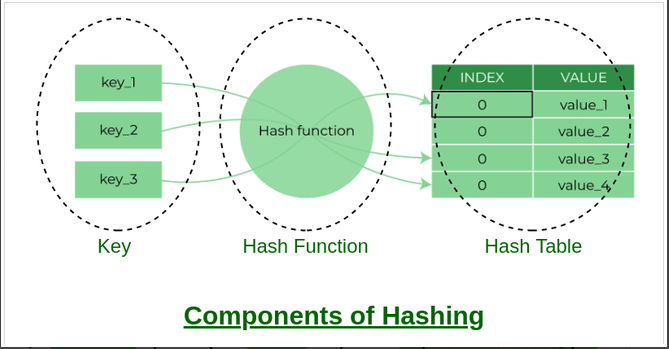 INDEX VALUE
key_1
0 value_1
key_2 Hash function 0 value_2
0 value_3
key_3 0 value_4
Key Hash Function Hash Table
Components of Hashing